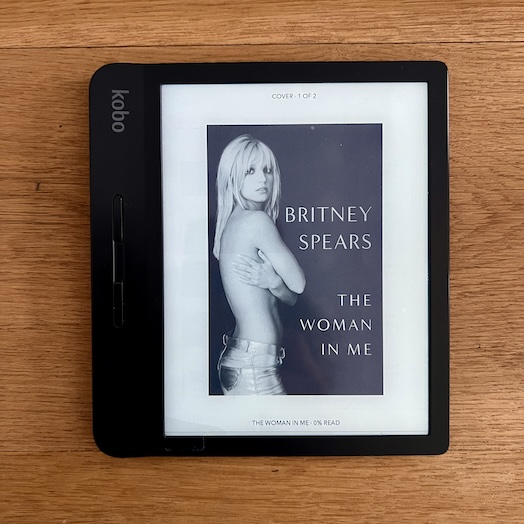 kobo
COVER · 1 OF 2
BRITNEY
SPEARS
THE
WOMAN
IN ME
THE WOMAN IN ME · 0% READ